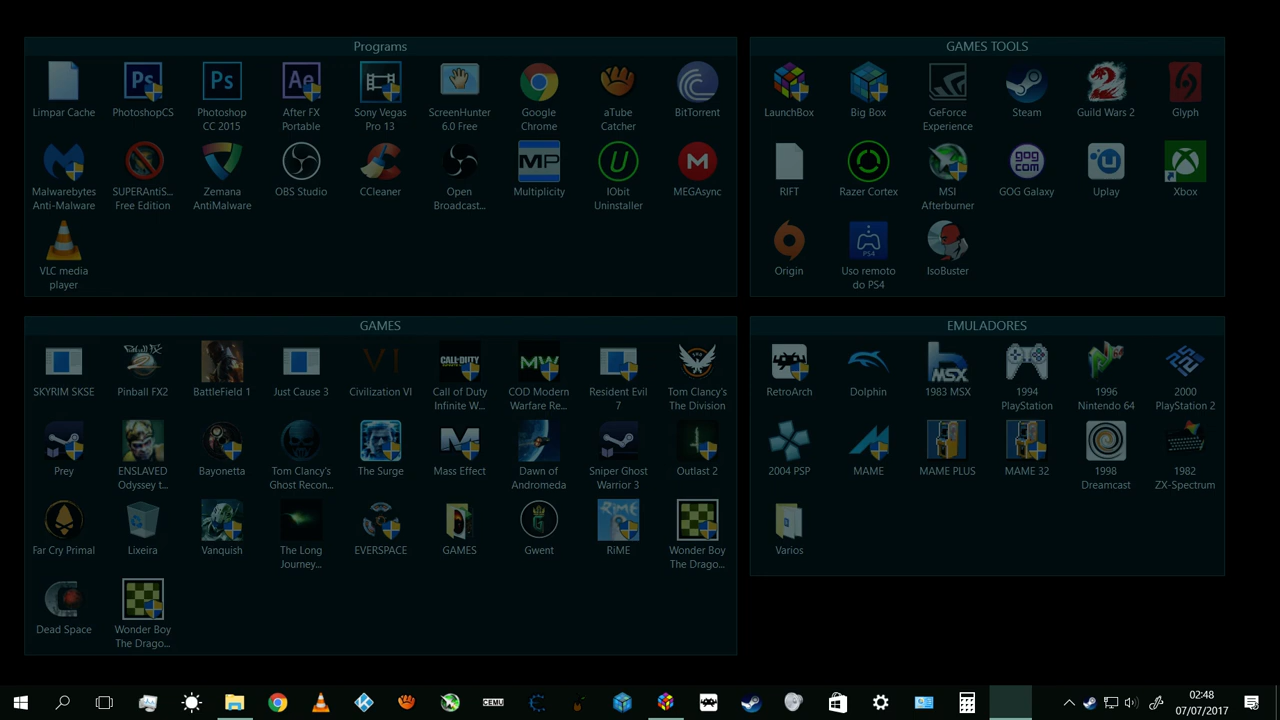 Programs
Limpar Cache
PhotoshopCS
Photoshop
CC 2015
After FX
Portable
Sony Vegas
Pro 13
ScreenHunter
6.0 Free
Google
Chrome
aTube
Catcher
BitTorrent
Malwarebytes
Anti-Malware
SUPERAntiS...
Free Edition
Zemana
AntiMalware
OBS Studio
CCleaner
Open
Broadcast...
Multiplicity
IObit
Uninstaller
MEGAsync
VLC media
player
GAMES TOOLS
LaunchBox
Big Box
GeForce
Experience
Steam
Guild Wars 2
Glyph
RIFT
Razer Cortex
MSI
Afterburner
GOG Galaxy
Uplay
Xbox
Origin
Uso remoto
do PS4
IsoBuster
GAMES
SKYRIM SKSE
Pinball FX2
BattleField 1
Just Cause 3
Civilization VI
Call of Duty
Infinite W...
COD Modern
Warfare Re...
Resident Evil
7
Tom Clancy's
The Division
Prey
ENSLAVED
Odyssey t...
Bayonetta
Tom Clancy's
Ghost Recon...
The Surge
Mass Effect
Dawn of
Andromeda
Sniper Ghost
Warrior 3
Outlast 2
Far Cry Primal
Lixeira
Vanquish
The Long
Journey...
EVERSPACE
GAMES
Gwent
RiME
Wonder Boy
The Drago...
Dead Space
Wonder Boy
The Drago...
EMULADORES
RetroArch
Dolphin
1983 MSX
1994
PlayStation
1996
Nintendo 64
2000
PlayStation 2
2004 PSP
MAME
MAME PLUS
MAME 32
1998
Dreamcast
1982
ZX-Spectrum
Varios
CEMU
02:48
07/07/2017